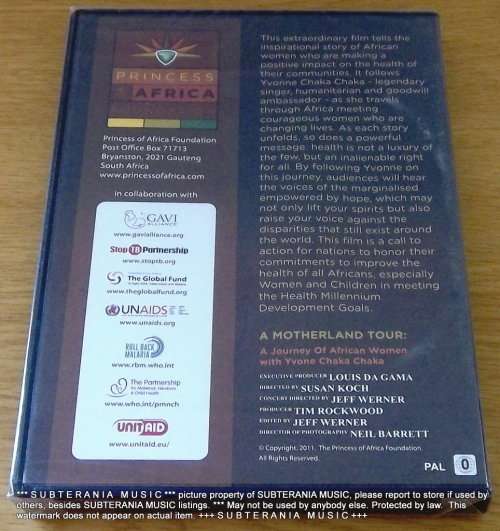 PRINCESS
AFRICA
Princess of Africa Foundation
Post Office Box 71713
Bryanston, 2021 Gauteng
South Africa
www.princessofafrica.com
in collaboration with
GAVI
ALLIANCE
www.gavialliance.org
Stop TB Partnership
www.stoptb.org
The Global Fund
www.theglobalfund.org
UNAIDS
www.unaids.org
ROLL BACK
MALARIA
www.rbm.who.int
The Partnership
for Maternal, Newborn
& Child Health
www.who.int/pmnch
UNITAID
www.unitaid.eu/
This extraordinary film tells the
inspirational story of African
women who are making a
positive impact on the health of
their communities. It follows
Yvonne Chaka Chaka - legendary
singer, humanitarian and goodwill
ambassador - as she travels
through Africa meeting
courageous women who are
changing lives. As each story
unfolds, so does a powerful
message: health is not a luxury of
the few, but an inalienable right
for all. By following Yvonne on
this journey, audiences will hear
the voices of the marginalised
empowered by hope, which may
not only lift your spirits but also
raise your voice against the
disparities that still exist around
the world. This film is a call to
action for nations to honor their
commitments to improve the
health of all Africans, especially
Women and Children in meeting
the Health Millennium
Development Goals.
A MOTHERLAND TOUR:
A Journey Of African Women
with Yvone Chaka Chaka
EXECUTIVE PRODUCER LOUIS DA GAMA
DIRECTED BY SUSAN KOCH
CONCERT DIRECTED BY JEFF WERNER
PRODUCER TIM ROCKWOOD
EDITED BY JEFF WERNER
DIRECTOR OF PHOTOGRAPHY NEIL BARRETT
© Copyright, 2011. The Princess of Africa Foundation.
All Rights Reserved.
PAL 0
*** SUBTERANIA MUSIC *** picture property of SUBTERANIA MUSIC, please report to store if used by
others, besides SUBTERANIA MUSIC listings. *** May not be used by anybody else. Protected by law. This
watermark does not appear on actual item. +++ SUBTERANIA MUSIC +++